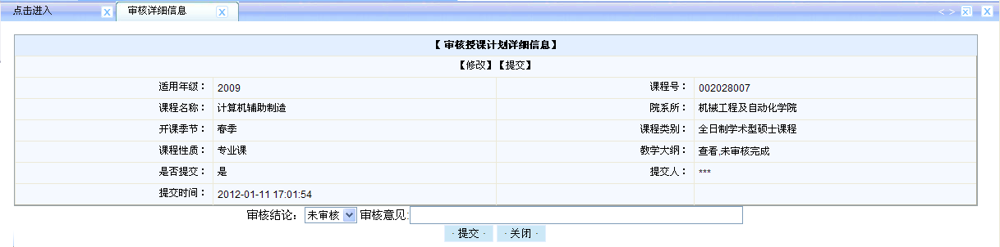 点击进入 审核详细信息
【 审核授课计划详细信息】
【修改】【提交】
适用年级： 2009 课程号： 002028007
课程名称： 计算机辅助制造 院系所： 机械工程及自动化学院
开课季节： 春季 课程类别： 全日制学术型硕士课程
课程性质： 专业课 教学大纲： 查看,未审核完成
是否提交： 是 提交人： ***
提交时间： 2012-01-11 17:01:54
审核结论： 未审核 审核意见:
· 提交 · · 关闭 ·